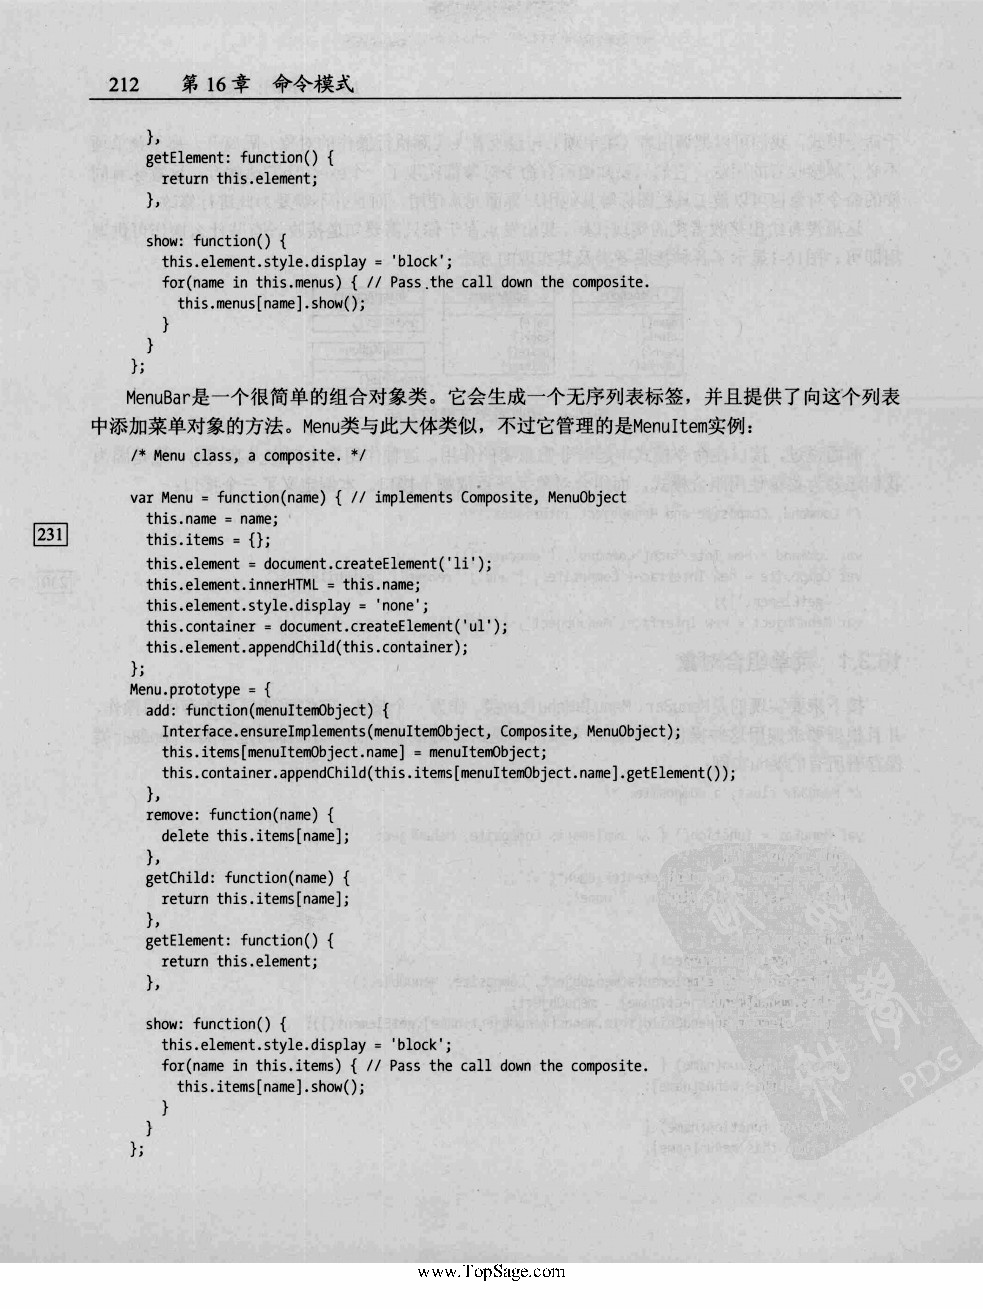 212 第 16 章 命令模式
},
getElement: function() {
return this.element;
},
show: function() {
this.element.style.display = 'block';
for(name in this.menus) { // Pass the call down the composite.
this.menus[name].show();
}
}
};
MenuBar是一个很简单的组合对象类。它会生成一个无序列表标签，并且提供了向这个列表
中添加菜单对象的方法。Menu类与此大体类似，不过它管理的是MenuItem实例：
/* Menu class, a composite. */
var Menu = function(name) { // implements Composite, MenuObject
this.name = name;
231
this.items = {};
this.element = document.createElement('li');
this.element.innerHTML = this.name;
this.element.style.display = 'none';
this.container = document.createElement('ul');
this.element.appendChild(this.container);
};
Menu.prototype = {
add: function(menuItemObject) {
Interface.ensureImplements(menuItemObject, Composite, MenuObject);
this.items[menuItemObject.name] = menuItemObject;
this.container.appendChild(this.items[menuItemObject.name].getElement());
},
remove: function(name) {
delete this.items[name];
},
getChild: function(name) {
return this.items[name];
},
getElement: function() {
return this.element;
},
show: function() {
this.element.style.display = 'block';
for(name in this.items) { // Pass the call down the composite.
this.items[name].show();
}
}
};
PDG
www.TopSage.com